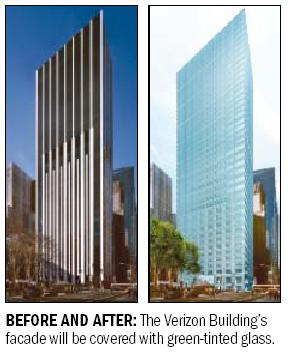 BEFORE AND AFTER: The Verizon Building's
facade will be covered with green-tinted glass.